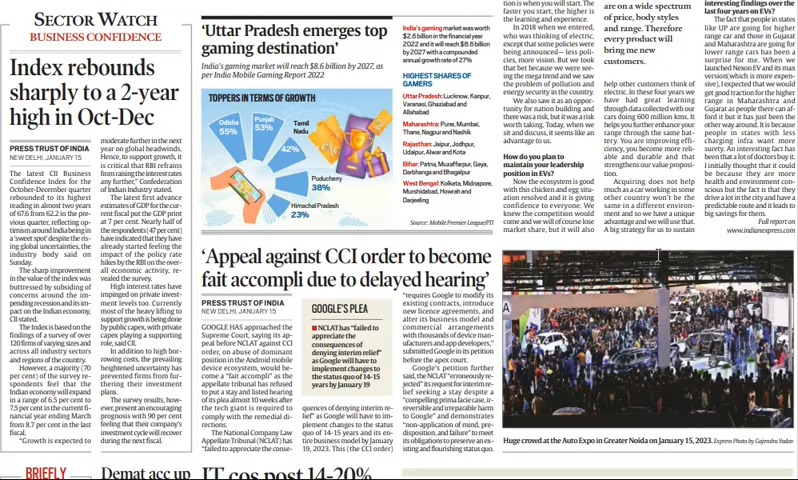 SECTOR WATCH
BUSINESS CONFIDENCE
Index rebounds
sharply to a 2-year
high in Oct-Dec
PRESS TRUST OF INDIA
NEW DELHI, JANUARY 15
The latest CII Business
Confidence Index for the
October-December quarter
rebounded to its highest
reading in almost two years
of 67.6 from 62.2 in the pre-
vious quarter, reflecting op-
timism around India being in
a 'sweet spot' despite the ris-
ing global uncertainties, the
industry body said on
Sunday.
The sharp improvement
in the value of the index was
buttressed by subsiding of
concerns around the im-
pending recession and its im-
pact on the Indian economy,
CII stated.
The Index is based on the
findings of a survey of over
120 firms of varying sizes and
across all industry sectors
and regions of the country.
However, a majority (70
per cent) of the survey re-
spondents feel that the
Indian economy will expand
in a range of 6.5 per cent to
7.5 per cent in the current fi-
nancial year ending March
from 8.7 per cent in the last
fiscal.
"Growth is expected to
moderate further in the next
year on global headwinds.
Hence, to support growth, it
is critical that RBI refrains
from raising the interest rates
any further," Confederation
of Indian Industry stated.
The latest first advance
estimates of GDP for the cur-
rent fiscal put the GDP print
at 7 per cent. Nearly half of
the respondents (47 per cent)
have indicated that they have
already started feeling the
impact of the policy rate
hikes by the RBI on the over-
all economic activity, re-
vealed the survey.
High interest rates have
impinged on private invest-
ment levels too. Currently
most of the heavy lifting to
support growth is being done
by public capex, with private
capex playing a supporting
role, said CII.
In addition to high bor-
rowing costs, the prevailing
heightened uncertainty has
prevented firms from fur-
thering their investment
plans.
The survey results, how-
ever, present an encouraging
prognosis with 90 per cent
feeling that their company's
investment cycle will recover
during the next fiscal.
'Uttar Pradesh emerges top
gaming destination'
India's gaming market will reach $8.6 billion by 2027, as
per India Mobile Gaming Report 2022
TOPPERS IN TERMS OF GROWTH
Odisha
55%
Punjab
53%
Tamil
Nadu
42%
Puducherry
38%
Himachal Pradesh
23%
India's gaming market was worth
$2.6 billion in the financial year
2022 and it will reach $8.6 billion
by 2027 with a compounded
annual growth rate of 27%
HIGHEST SHARES OF
GAMERS
Uttar Pradesh: Lucknow, Kanpur,
Varanasi, Ghaziabad and
Allahabad
Maharashtra: Pune, Mumbai,
Thane, Nagpur and Nashik
Rajasthan: Jaipur, Jodhpur,
Udaipur, Alwar and Kota
Bihar: Patna, Muzaffarpur, Gaya,
Darbhanga and Bhagalpur
West Bengal: Kolkata, Midnapore,
Murshidabad, Howrah and
Darjeeling
Source: Mobile Premier League/PTI
'Appeal against CCI order to become
fait accompli due to delayed hearing'
PRESS TRUST OF INDIA
NEW DELHI, JANUARY 15
GOOGLE HAS approached the
Supreme Court, saying its ap-
peal before NCLAT against CCI
order, on abuse of dominant
position in the Android mobile
device ecosystem, would be-
come a "fait accompli" as the
appellate tribunal has refused
to put a stay and listed hearing
of its plea almost 10 weeks after
the tech giant is required to
comply with the remedial di-
rections.
The National Company Law
Appellate Tribunal (NCLAT) has
"failed to appreciate the conse-
GOOGLE'S PLEA
NCLAT has "failed to
appreciate the
consequences of
denying interim relief"
as Google will have to
implement changes to
the status quo of 14-15
years by January 19
quences of denying interim re-
lief" as Google will have to im-
plement changes to the status
quo of 14-15 years and its en-
tire business model by January
19, 2023. This (the CCI order)
"requires Google to modify its
existing contracts, introduce
new licence agreements, and
alter its business model and
commercial arrangements
with thousands of device man-
ufacturers and app developers,"
submitted Google in its petition
before the apex court.
Google's petition further
said, the NCLAT "erroneously re-
jected" its request for interim re-
lief seeking a stay despite a
"compelling prima facie case, ir-
reversible and irreparable harm
to Google" and demonstrates
"non-application of mind, pre-
disposition, and failure" to meet
its obligations to preserve an ex-
isting and flourishing status quo.
tion is when you will start. The
faster you start, the higher is
the learning and experience.
In 2018 when we entered,
who was thinking of electric,
except that some policies were
being announced— less poli-
cies, more vision. But we took
that bet because we were see-
ing the mega trend and we saw
the problem of pollution and
energy security in the country.
We also saw it as an oppor-
tunity for nation building and
there was a risk, but it was a risk
worth taking. Today, when we
sit and discuss, it seems like an
advantage to us.
How do you plan to
maintain your leadership
position in EVs?
Now the ecosystem is good
with this chicken and egg situ-
ation resolved and it is giving
confidence to everyone. We
knew the competition would
come and we will of course lose
market share, but it will also
are on a wide spectrum
of price, body styles
and range. Therefore
every product will
bring me new
customers.
help other customers think of
electric. In these four years we
have had great learning
through data collected with our
cars doing 600 million kms. It
helps you further enhance your
range through the same bat-
tery. You are improving effi-
ciency, you become more reli-
able and durable and that
strengthens our value proposi-
tion.
Acquiring does not help
much as a car working in some
other country won't be the
same in a different environ-
ment and so we have a unique
advantage and we will use that.
A big strategy for us to sustain
interesting findings over the
last four years on EVs?
The fact that people in states
like UP are going for higher
range car and those in Gujarat
and Maharashtra are going for
lower range cars has been a
surprise for me. When we
launched Nexon EV and its max
version(which is more expen-
sive), I expected that we would
get good traction for the higher
range in Maharashtra and
Gujarat as people there can af-
ford it but it has just been the
other way around. It is because
people in states with less
charging infra want more
surety. An interesting fact has
been that a lot of doctors buy it.
I initially thought that it could
be because they are more
health and environment con-
scious but the fact is that they
drive a lot in the city and have a
predictable route and it leads to
big savings for them.
Full report on
www.indianexpress.com
Huge crowd at the Auto Expo in Greater Noida on January 15, 2023. Express Photo by Gajendra Yadav
BRIEFLY
Demat acc up
IT cos post 14-20%